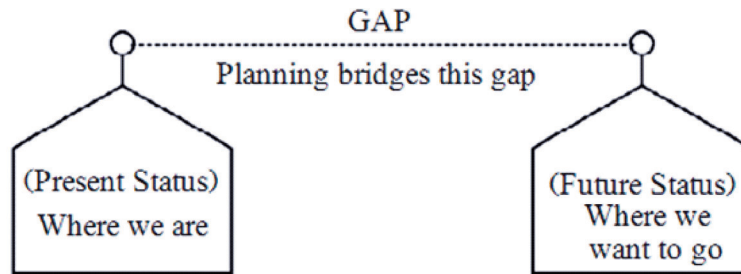 GAP
Planning bridges this gap
(Present Status)
Where we are
(Future Status)
Where we
want to go